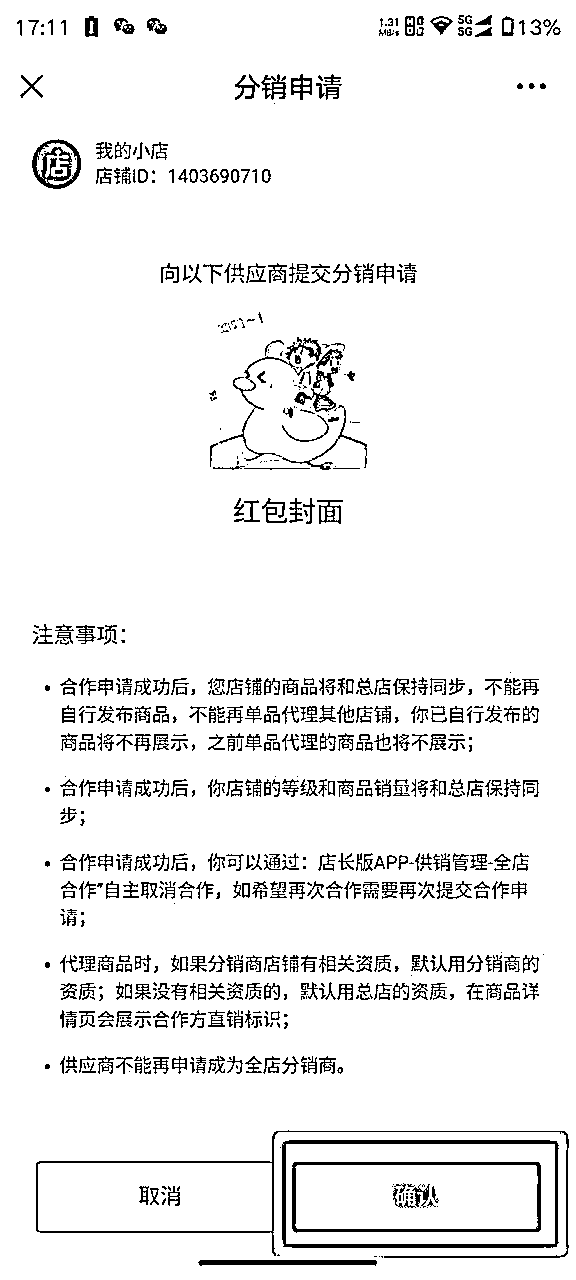 17:11
1.31
MB/s
5G
5G
13%
分销申请
我的小店
店铺ID：1403690710
向以下供应商提交分销申请
红包封面
注意事项：
• 合作申请成功后，您店铺的商品将和总店保持同步，不能再
自行发布商品，不能再单品代理其他店铺，你已自行发布的
商品将不再展示，之前单品代理的商品也将不展示；
• 合作申请成功后，你店铺的等级和商品销量将和总店保持同
步；
• 合作申请成功后，你可以通过：店长版APP-供销管理-全店
合作"自主取消合作，如希望再次合作需要再次提交合作申
请；
• 代理商品时，如果分销商店铺有相关资质，默认用分销商的
资质；如果没有相关资质的，默认用总店的资质，在商品详
情页会展示合作方直销标识；
• 供应商不能再申请成为全店分销商。
取消
确认